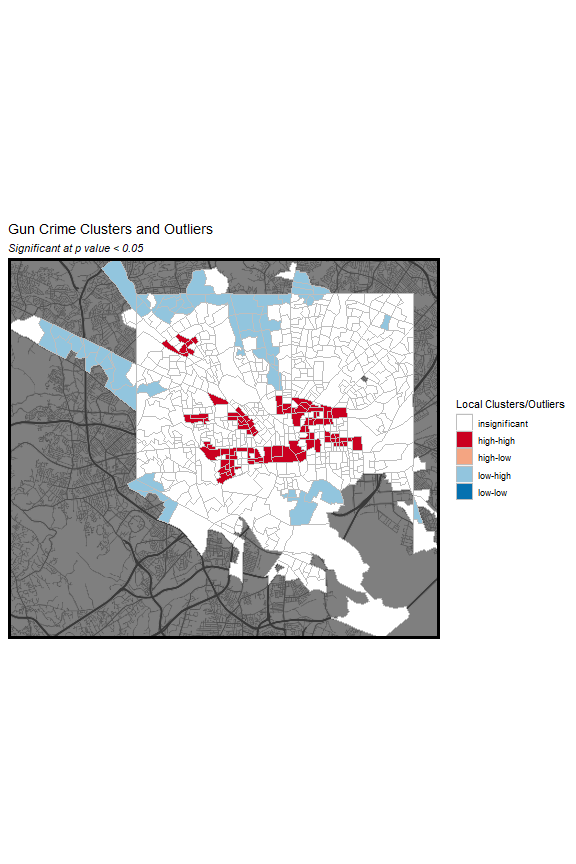 Gun Crime Clusters and Outliers
Significant at p value < 0.05
Local Clusters/Outliers
insignificant
high-high
high-low
low-high
low-low